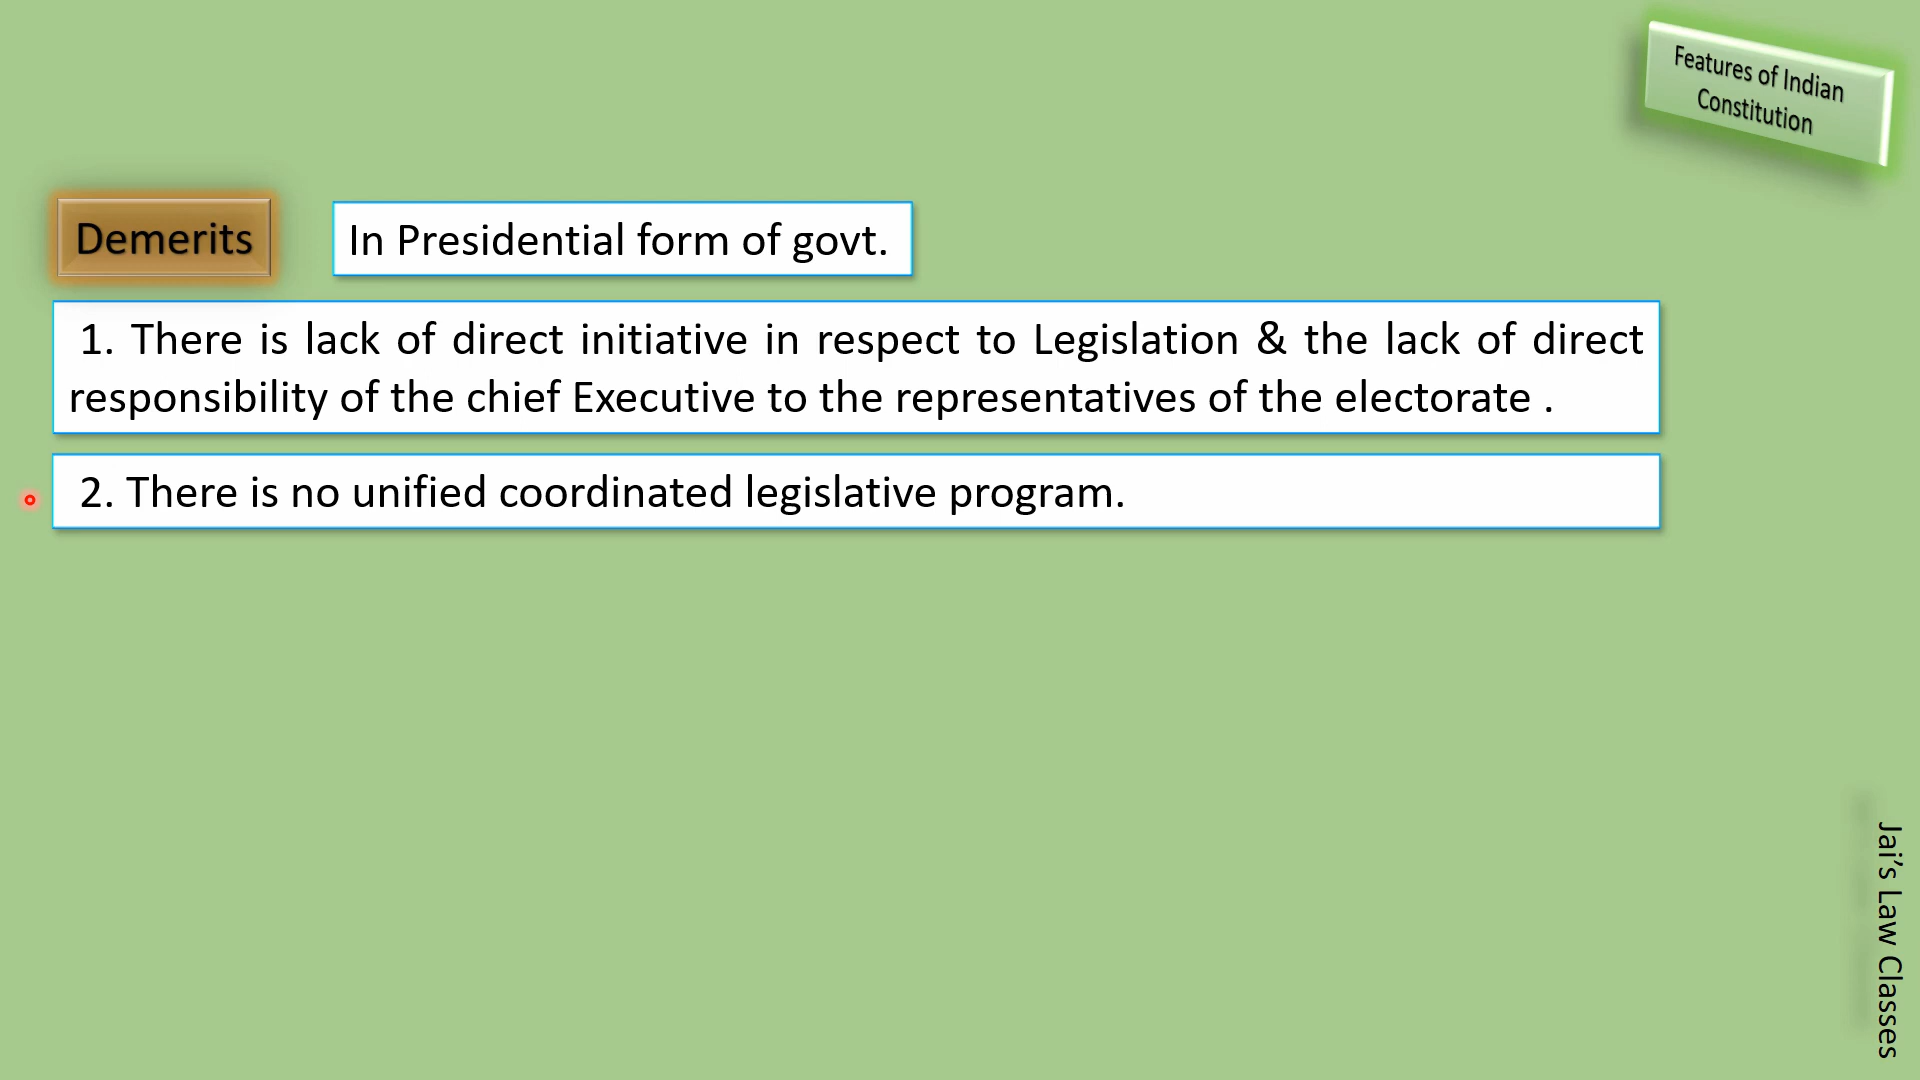 Features of Indian
Constitution
Demerits
In Presidential form of govt.
1. There is lack of direct initiative in respect to Legislation & the lack of direct
responsibility of the chief Executive to the representatives of the electorate .
2. There is no unified coordinated legislative program.
Jai's Law Classes